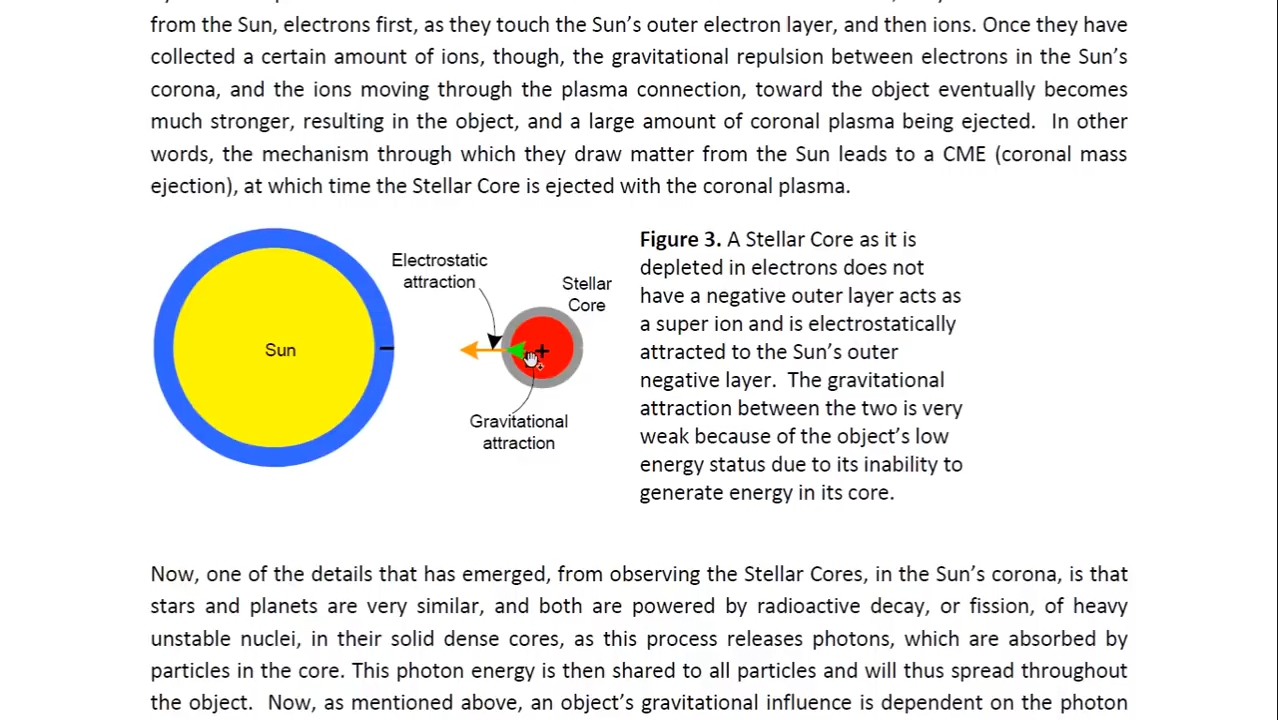 from the Sun, electrons first, as they touch the Sun's outer electron layer, and then ions. Once they have
collected a certain amount of ions, though, the gravitational repulsion between electrons in the Sun's
corona, and the ions moving through the plasma connection, toward the object eventually becomes
much stronger, resulting in the object, and a large amount of coronal plasma being ejected. In other
words, the mechanism through which they draw matter from the Sun leads to a CME (coronal mass
ejection), at which time the Stellar Core is ejected with the coronal plasma.
Electrostatic
attraction
Stellar
Core
Sun
−
+
Gravitational
attraction
Figure 3. A Stellar Core as it is
depleted in electrons does not
have a negative outer layer acts as
a super ion and is electrostatically
attracted to the Sun's outer
negative layer. The gravitational
attraction between the two is very
weak because of the object's low
energy status due to its inability to
generate energy in its core.
Now, one of the details that has emerged, from observing the Stellar Cores, in the Sun's corona, is that
stars and planets are very similar, and both are powered by radioactive decay, or fission, of heavy
unstable nuclei, in their solid dense cores, as this process releases photons, which are absorbed by
particles in the core. This photon energy is then shared to all particles and will thus spread throughout
the object. Now, as mentioned above, an object's gravitational influence is dependent on the photon